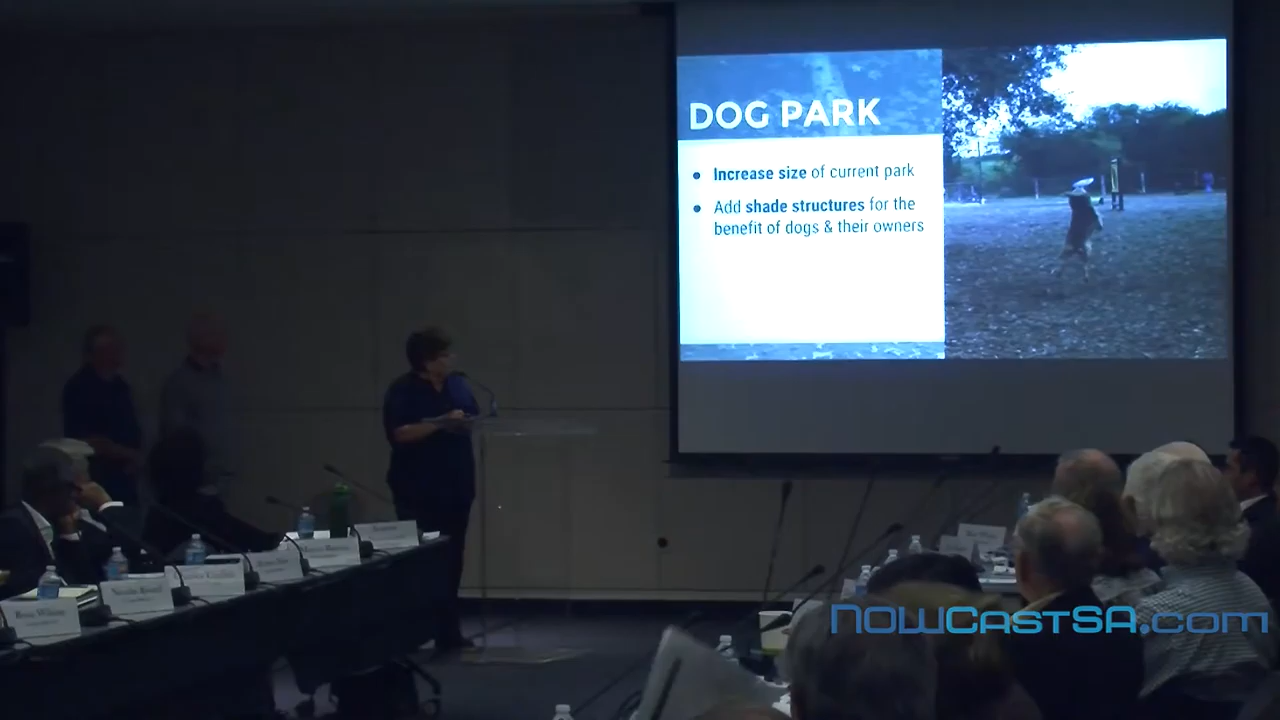 DOG PARK
• Increase size of current park
• Add shade structures for the
benefit of dogs & their owners
NOWCastSA.com